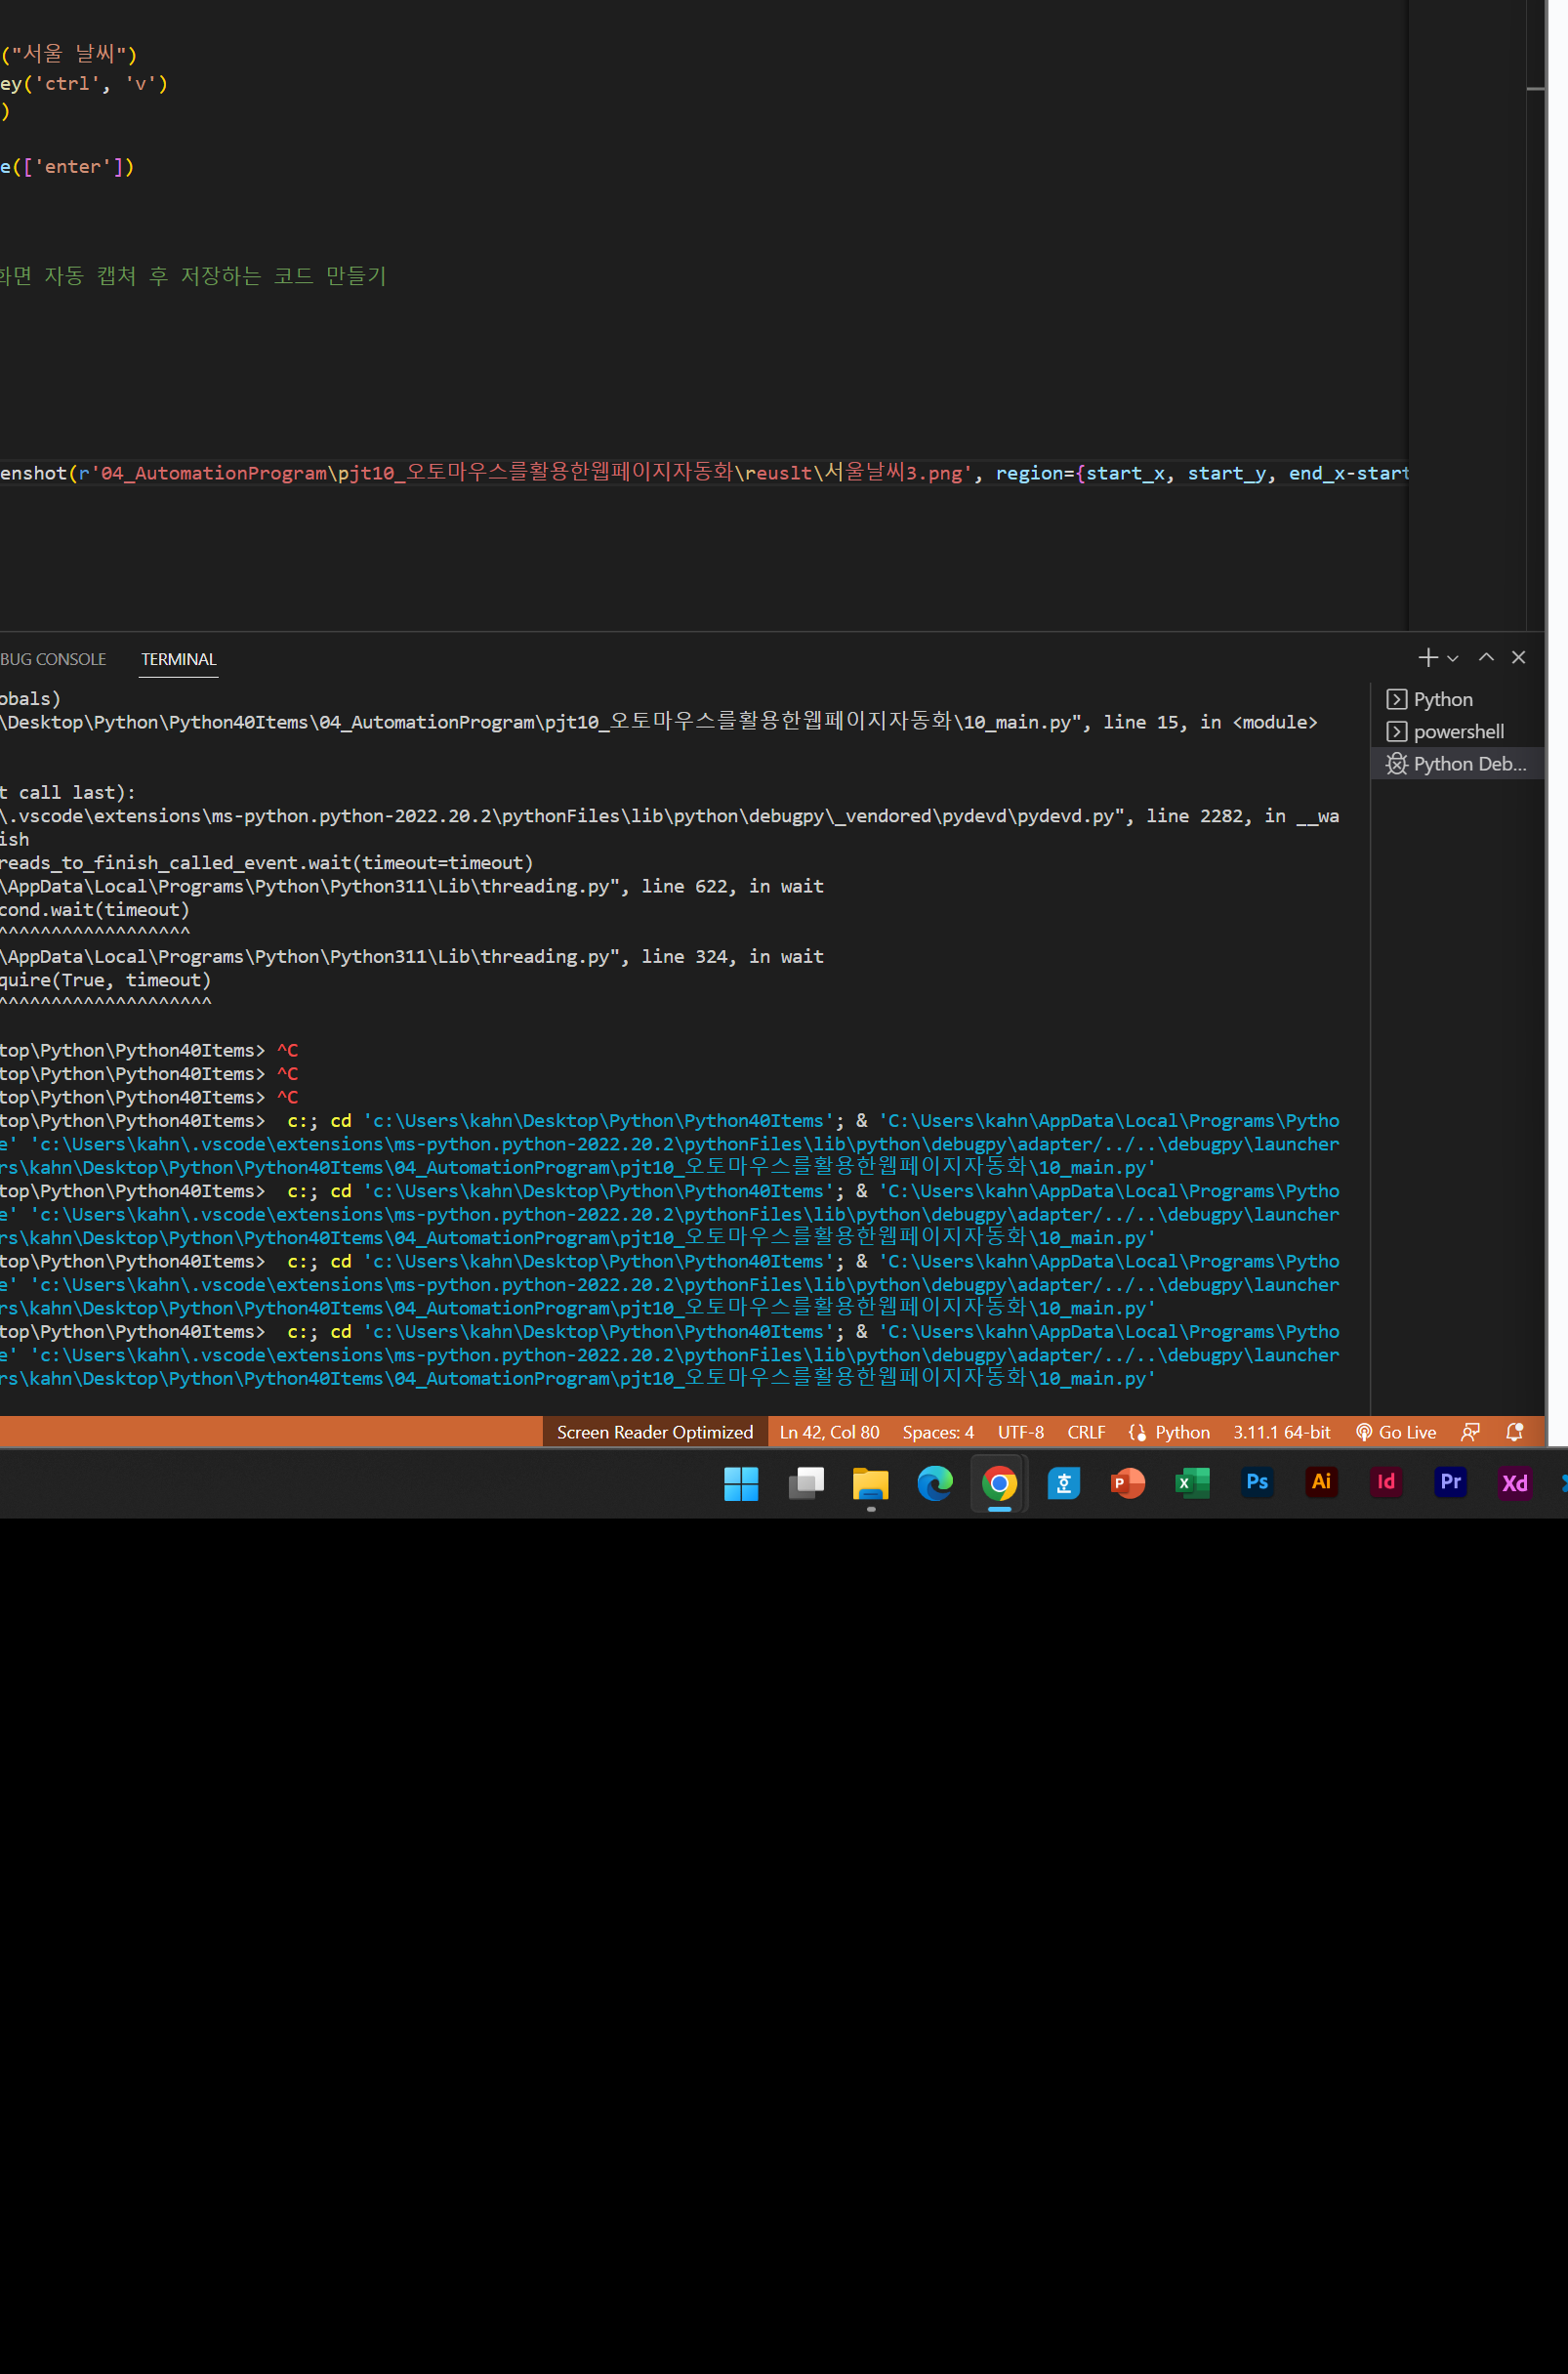 ("서울 날씨")
ey('ctrl', 'v')
)
e(['enter'])
화면 자동 캡쳐 후 저장하는 코드 만들기
enshot(r'04_AutomationProgram\pjt10_오토마우스를활용한웹페이지자동화\reuslt\서울날씨3.png', region={start_x, start_y, end_x-start
BUG CONSOLE TERMINAL
obals)
\Desktop\Python\Python40Items\04_AutomationProgram\pjt10_오토마우스를활용한웹페이지자동화\10_main.py", line 15, in <module>
Python
powershell
Python Deb...
t call last):
\.vscode\extensions\ms-python.python-2022.20.2\pythonFiles\lib\python\debugpy\_vendored\pydevd\pydevd.py", line 2282, in __wa
ish
reads_to_finish_called_event.wait(timeout=timeout)
\AppData\Local\Programs\Python\Python311\Lib\threading.py", line 622, in wait
cond.wait(timeout)
^^^^^^^^^^^^^^^^^^
\AppData\Local\Programs\Python\Python311\Lib\threading.py", line 324, in wait
quire(True, timeout)
^^^^^^^^^^^^^^^^^^^^
top\Python\Python40Items> ^C
top\Python\Python40Items> ^C
top\Python\Python40Items> ^C
top\Python\Python40Items>  c:; cd 'c:\Users\kahn\Desktop\Python\Python40Items'; & 'C:\Users\kahn\AppData\Local\Programs\Pytho
e' 'c:\Users\kahn\.vscode\extensions\ms-python.python-2022.20.2\pythonFiles\lib\python\debugpy\adapter/../..\debugpy\launcher
rs\kahn\Desktop\Python\Python40Items\04_AutomationProgram\pjt10_오토마우스를활용한웹페이지자동화\10_main.py'
top\Python\Python40Items>  c:; cd 'c:\Users\kahn\Desktop\Python\Python40Items'; & 'C:\Users\kahn\AppData\Local\Programs\Pytho
e' 'c:\Users\kahn\.vscode\extensions\ms-python.python-2022.20.2\pythonFiles\lib\python\debugpy\adapter/../..\debugpy\launcher
rs\kahn\Desktop\Python\Python40Items\04_AutomationProgram\pjt10_오토마우스를활용한웹페이지자동화\10_main.py'
top\Python\Python40Items>  c:; cd 'c:\Users\kahn\Desktop\Python\Python40Items'; & 'C:\Users\kahn\AppData\Local\Programs\Pytho
e' 'c:\Users\kahn\.vscode\extensions\ms-python.python-2022.20.2\pythonFiles\lib\python\debugpy\adapter/../..\debugpy\launcher
rs\kahn\Desktop\Python\Python40Items\04_AutomationProgram\pjt10_오토마우스를활용한웹페이지자동화\10_main.py'
top\Python\Python40Items>  c:; cd 'c:\Users\kahn\Desktop\Python\Python40Items'; & 'C:\Users\kahn\AppData\Local\Programs\Pytho
e' 'c:\Users\kahn\.vscode\extensions\ms-python.python-2022.20.2\pythonFiles\lib\python\debugpy\adapter/../..\debugpy\launcher
rs\kahn\Desktop\Python\Python40Items\04_AutomationProgram\pjt10_오토마우스를활용한웹페이지자동화\10_main.py'
Screen Reader Optimized Ln 42, Col 80 Spaces: 4 UTF-8 CRLF Python 3.11.1 64-bit Go Live
호 P X Ps Ai Id Pr Xd